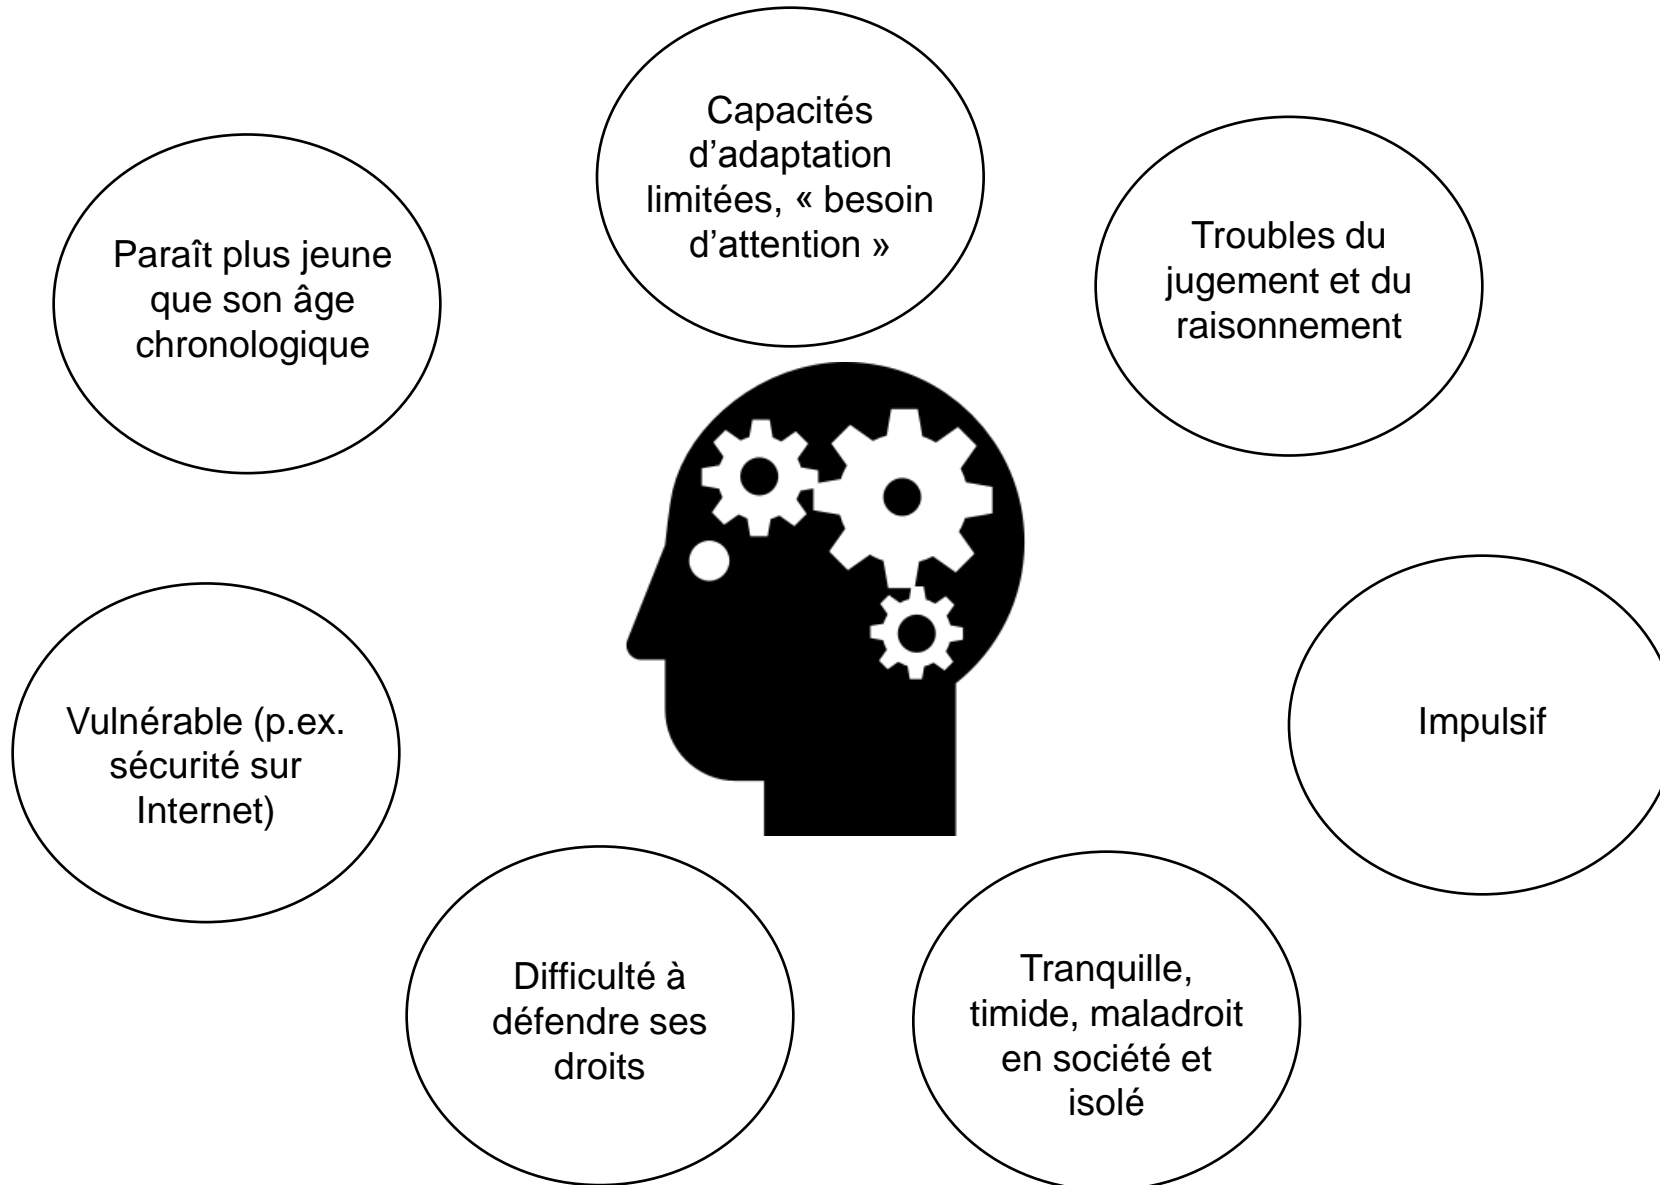 Capacités
d’adaptation
limitées, « besoin
d’attention »
Paraît plus jeune
que son âge
chronologique
Troubles du
jugement et du
raisonnement
Vulnérable (p.ex.
sécurité sur
Internet)
Impulsif
Difficulté à
défendre ses
droits
Tranquille,
timide, maladroit
en société et
isolé